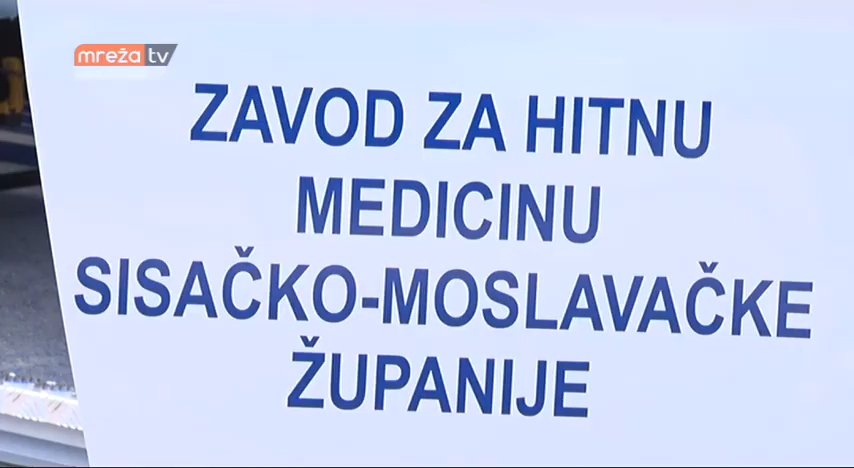 mreža tv
ZAVOD ZA HITNU
MEDICINU
SISAČKO-MOSLAVAČKE
ŽUPANIJE